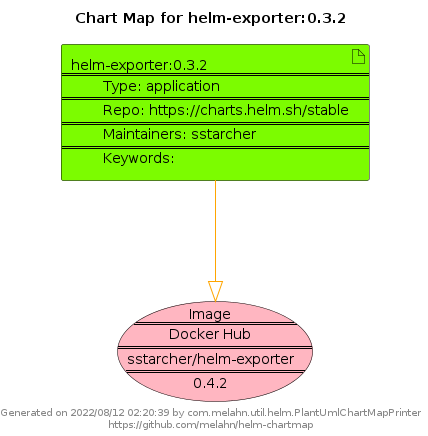 Chart Map for helm-exporter:0.3.2
helm-exporter:0.3.2
Type: application
Repo: https://charts.helm.sh/stable
Maintainers: sstarcher
Keywords:
Image
Docker Hub
sstarcher/helm-exporter
0.4.2
Generated on 2022/08/12 02:20:39 by com.melahn.util.helm.PlantUmlChartMapPrinter
https://github.com/melahn/helm-chartmap